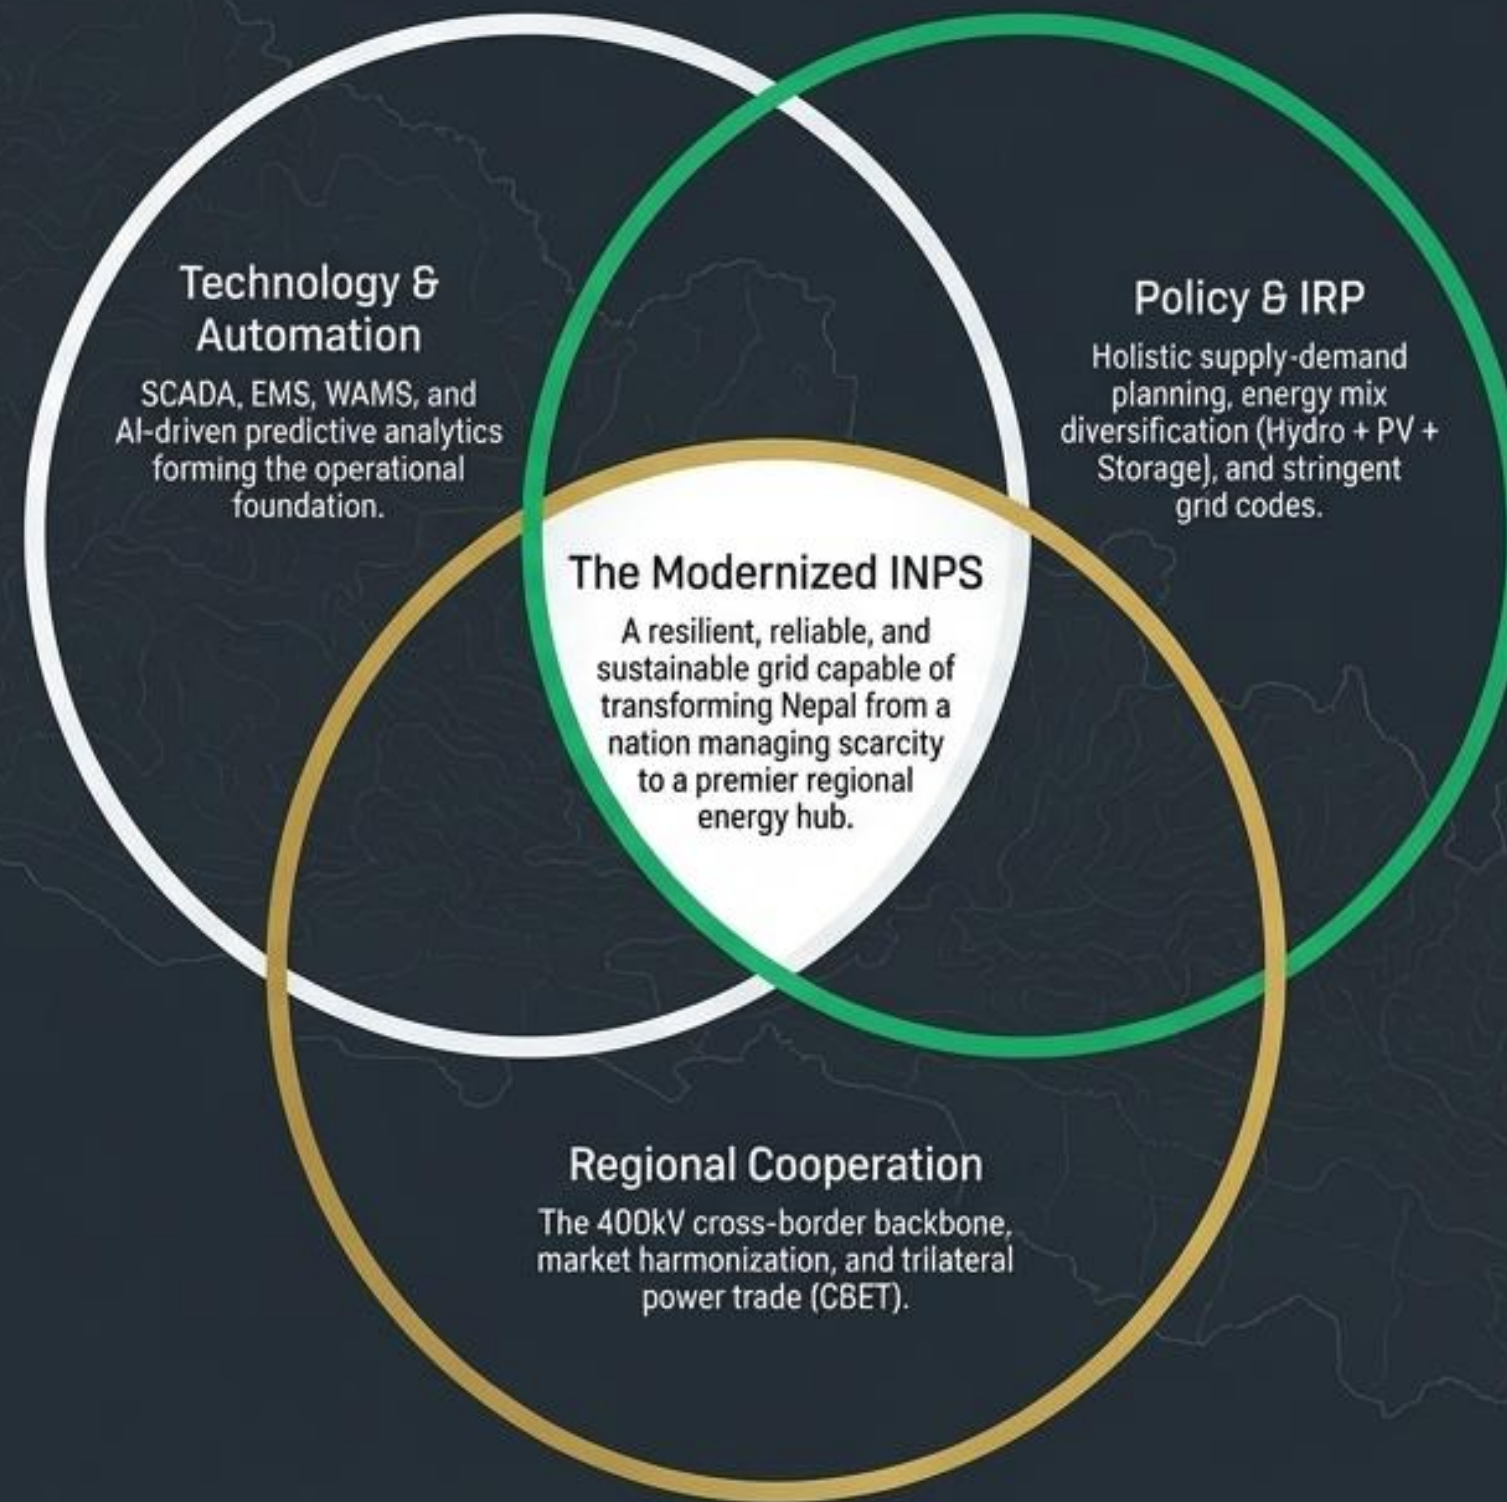 Technology &
Automation
SCADA, EMS, WAMS, and
AI-driven predictive analytics
forming the operational
foundation.
Policy & IRP
Holistic supply-demand
planning, energy mix
diversification (Hydro + PV +
Storage), and stringent
grid codes.
The Modernized INPS
A resilient, reliable, and
sustainable grid capable of
transforming Nepal from a
nation managing scarcity
to a premier regional
energy hub.
Regional Cooperation
The 400kV cross-border backbone,
market harmonization, and trilateral
power trade (CBET).